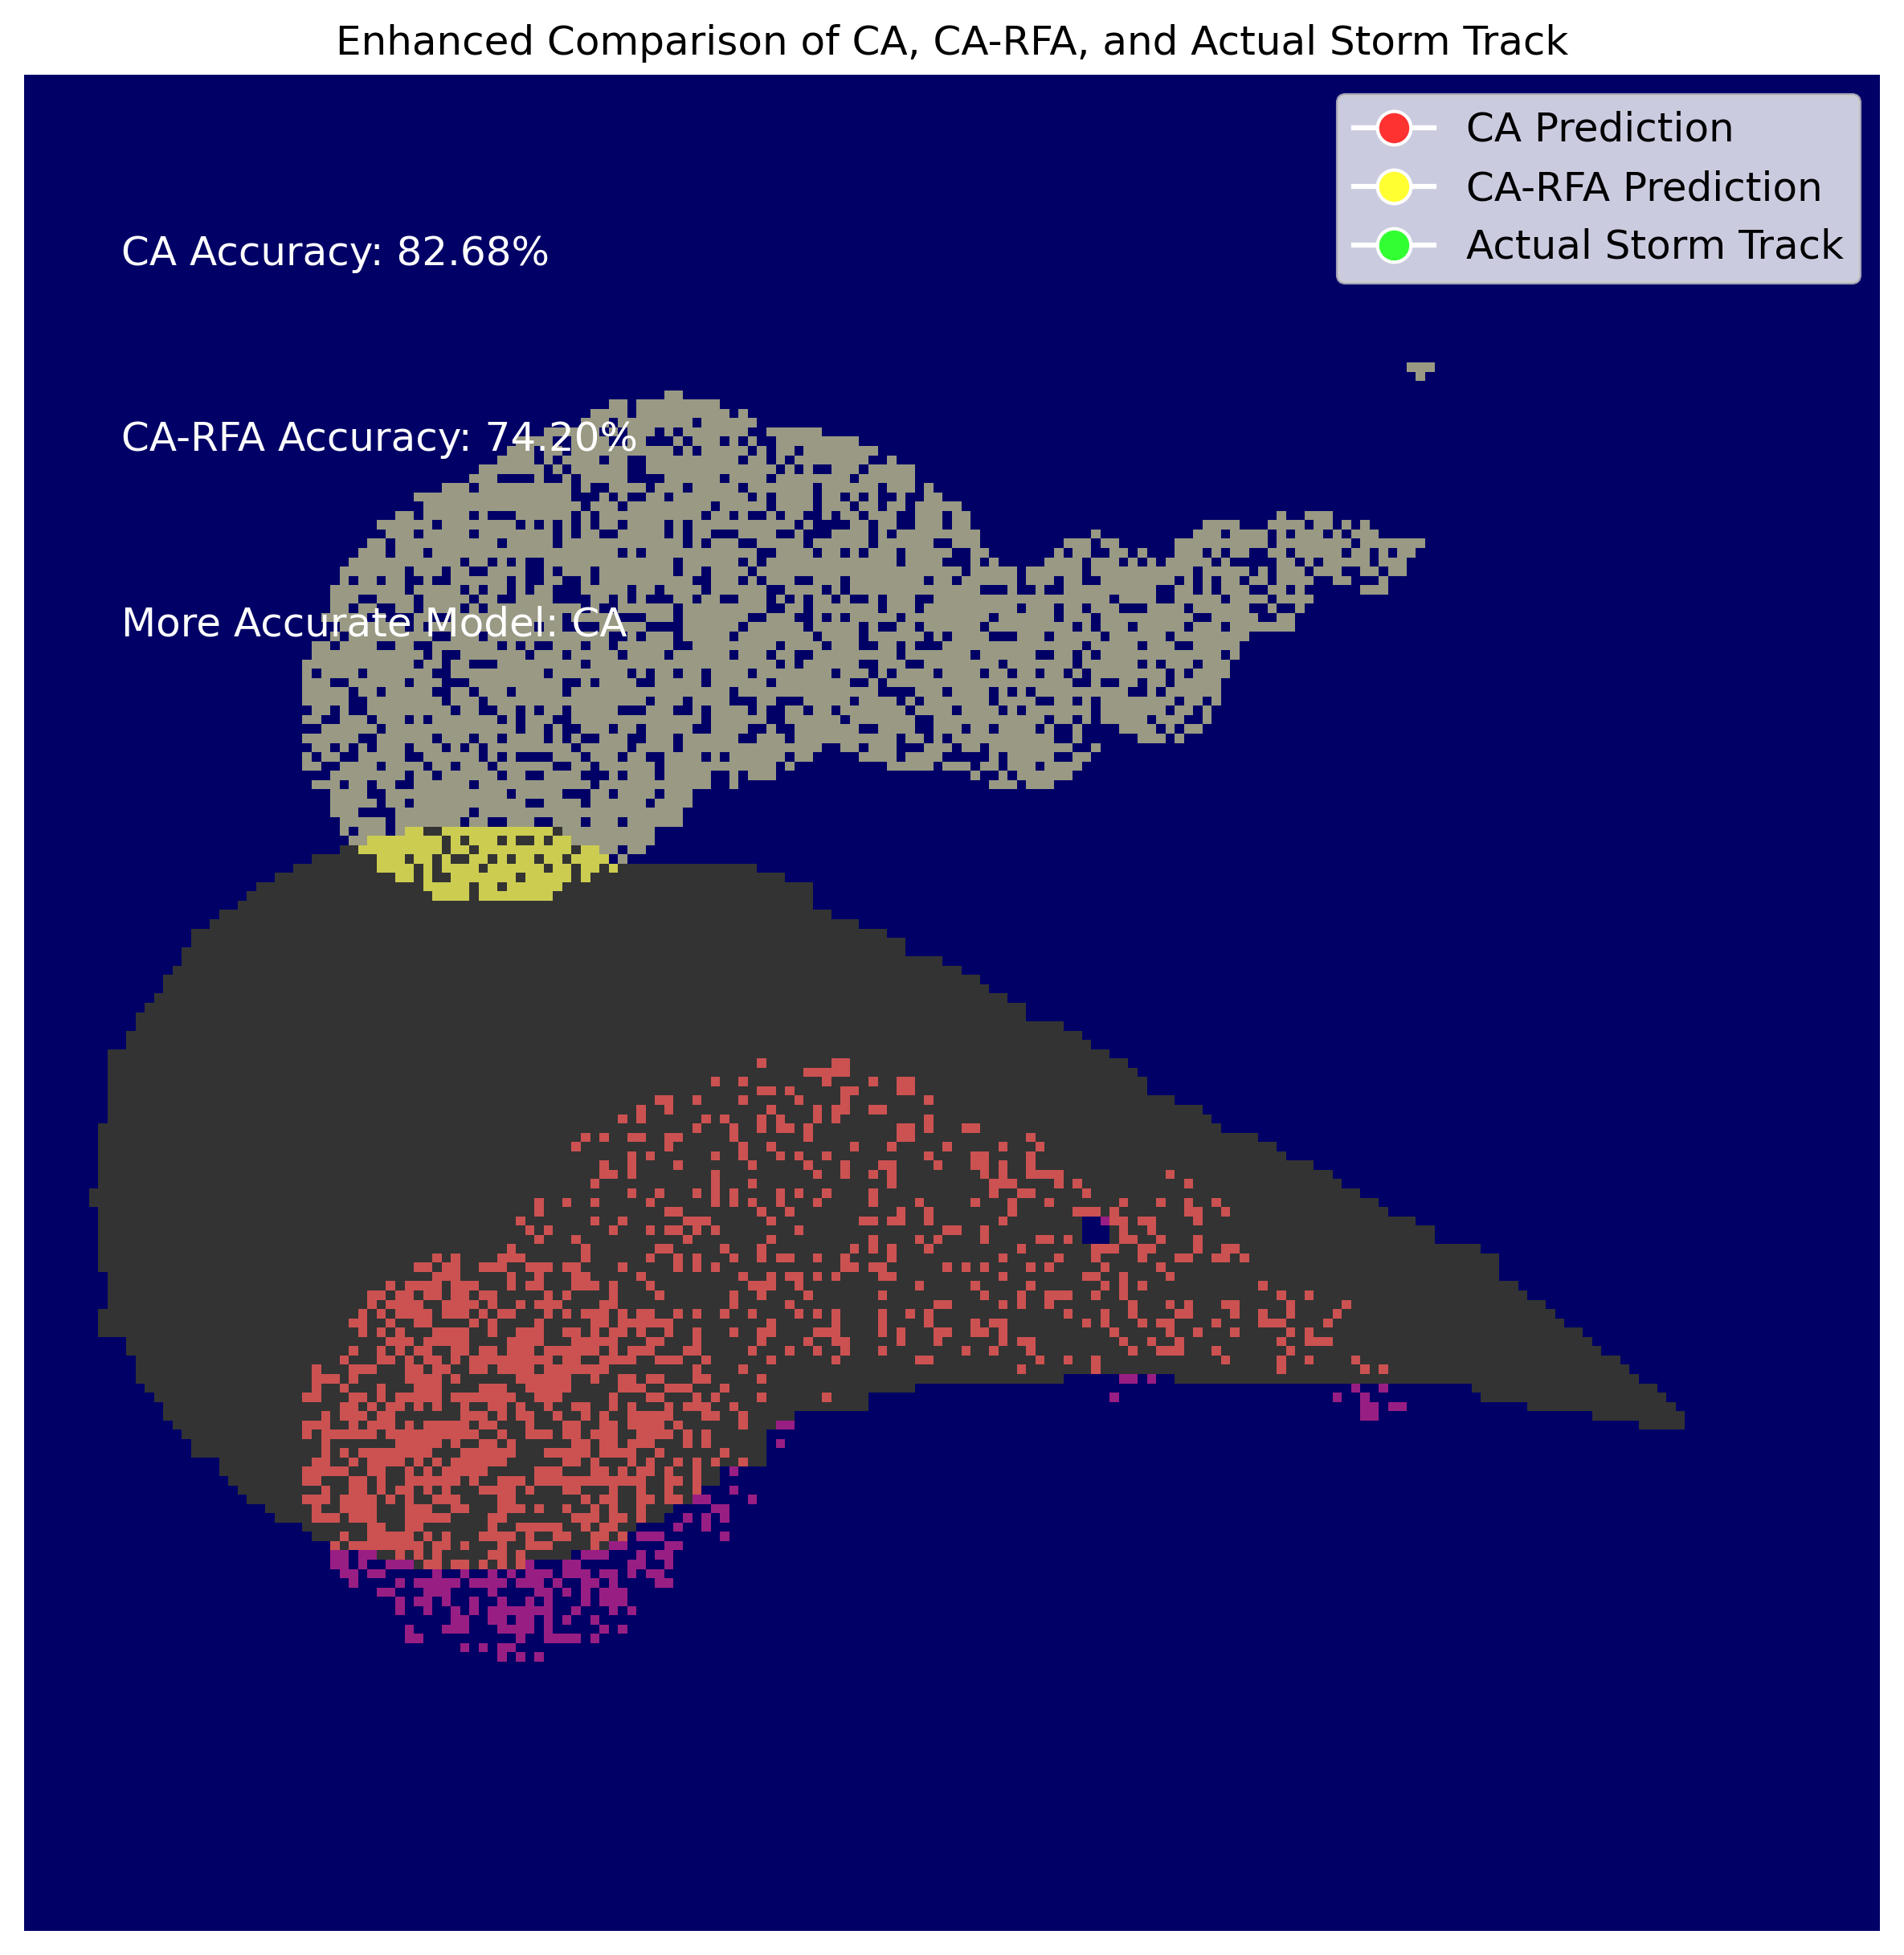 Enhanced Comparison of CA, CA-RFA, and Actual Storm Track
CA Prediction
CA-RFA Prediction
Actual Storm Track
CA Accuracy: 82.68%
CA-RFA Accuracy: 74.20%
More Accurate Model: CA